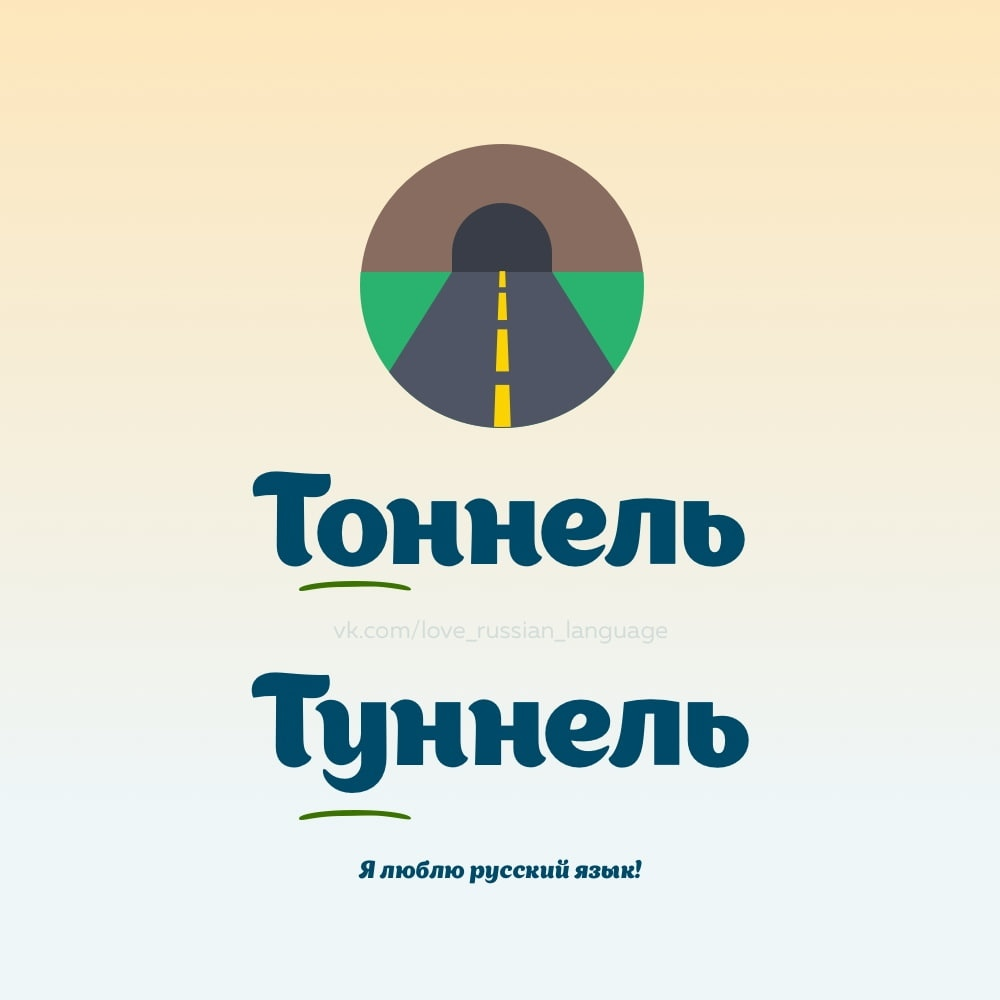 Тоннель
vk.com/love_russian_language
Туннель
Я люблю русский язык!